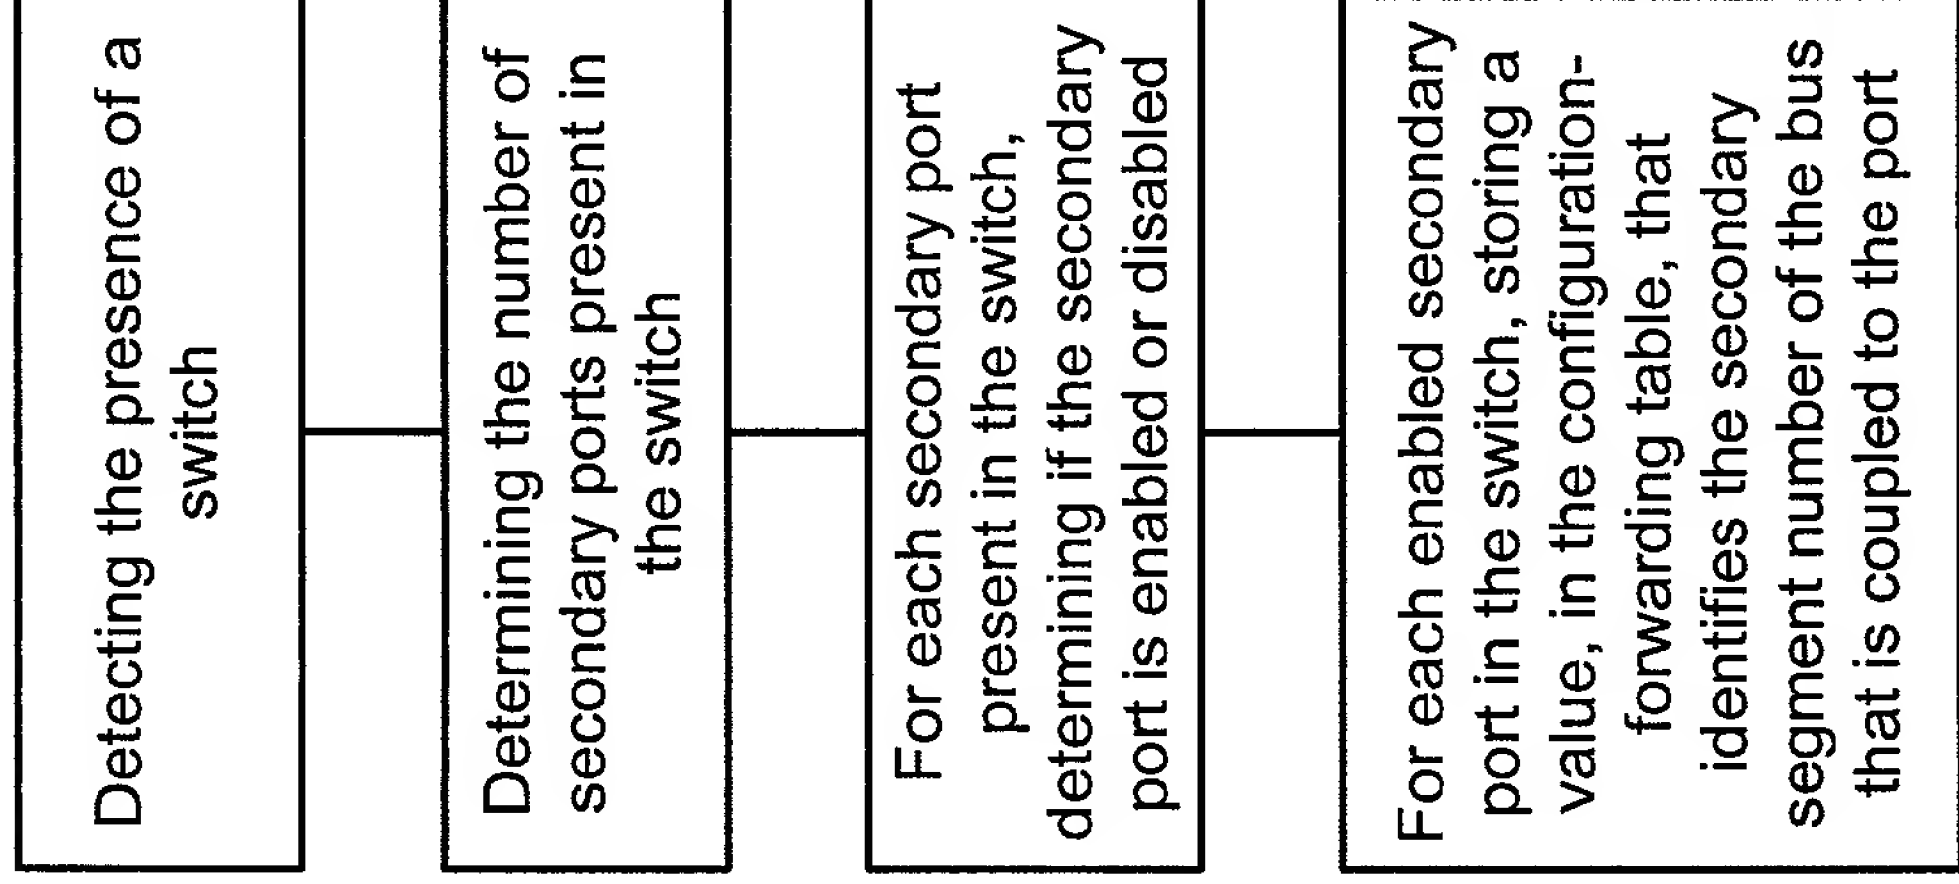 Detecting the presence of a
switch
Determining the number of
secondary ports present in
the switch
For each secondary port
present in the switch,
determining if the secondary
port is enabled or disabled
For each enabled secondary
port in the switch, storing a
value, in the configuration-
forwarding table, that
identifies the secondary
segment number of the bus
that is coupled to the port